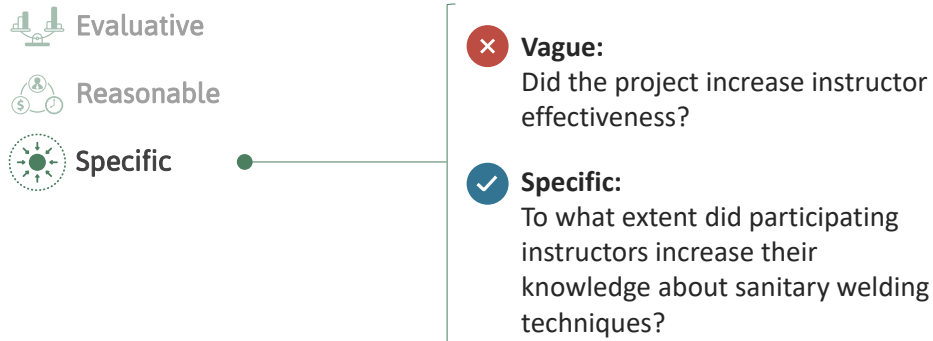 Evaluative
Reasonable
$
Specific
Vague:
Did the project increase instructor
effectiveness?
Specific:
To what extent did participating
instructors increase their
knowledge about sanitary welding
techniques?